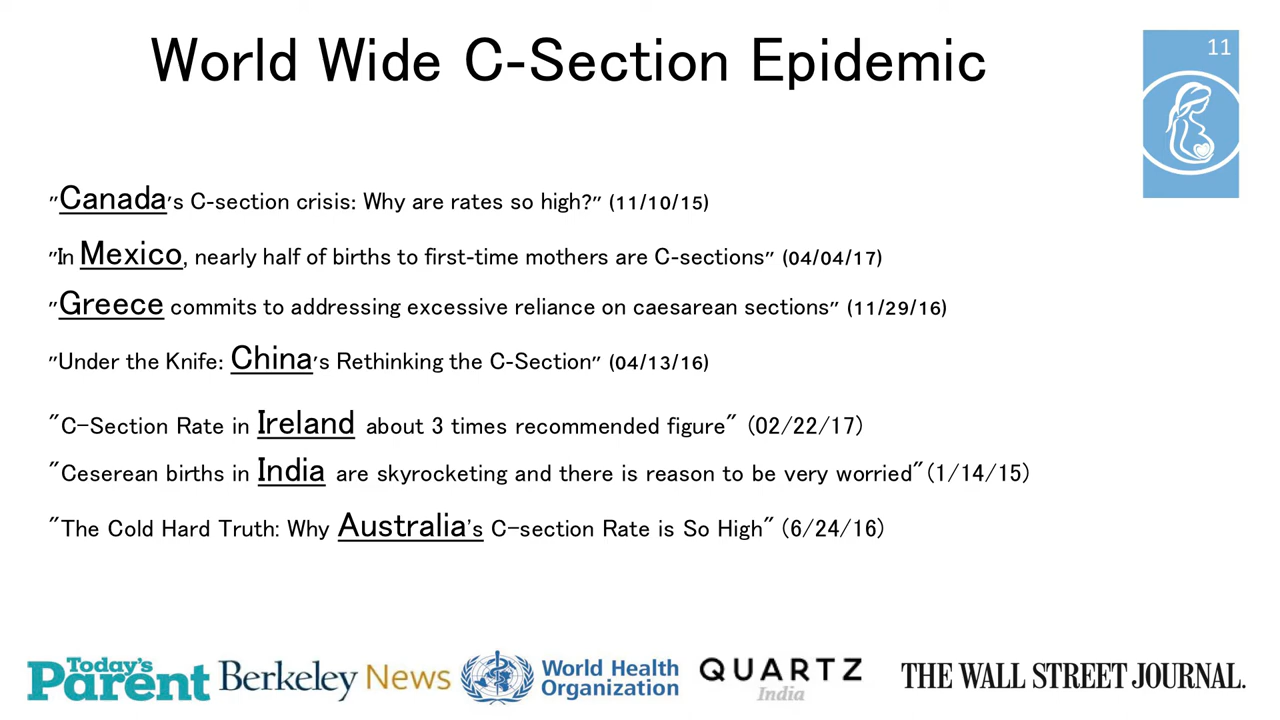 World Wide C-Section Epidemic
11
"Canada's C-section crisis: Why are rates so high?" (11/10/15)
"In Mexico, nearly half of births to first-time mothers are C-sections" (04/04/17)
"Greece commits to addressing excessive reliance on caesarean sections" (11/29/16)
"Under the Knife: China's Rethinking the C-Section" (04/13/16)
"C-Section Rate in Ireland about 3 times recommended figure" (02/22/17)
"Ceserean births in India are skyrocketing and there is reason to be very worried"(1/14/15)
"The Cold Hard Truth: Why Australia's C-section Rate is So High" (6/24/16)
Today's Parent
Berkeley News
World Health Organization
QUARTZ India
THE WALL STREET JOURNAL.